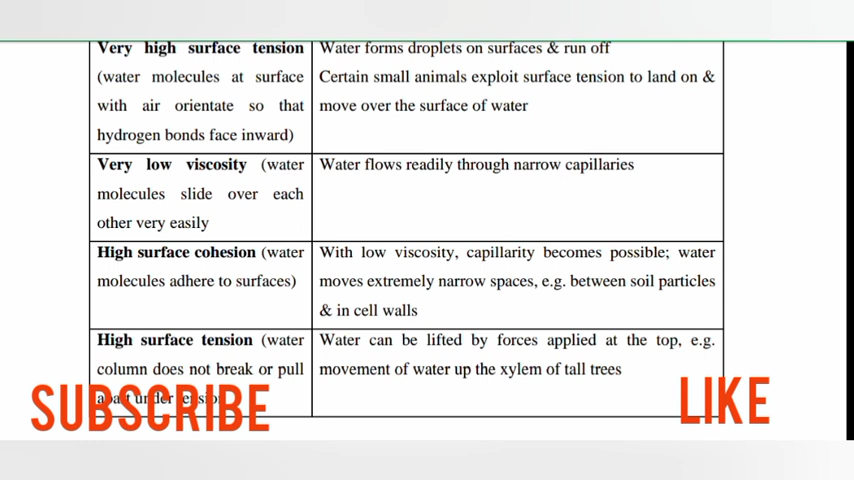 Very high surface tension
(water molecules at surface
with air orientate so that
hydrogen bonds face inward)
Water forms droplets on surfaces & run off
Certain small animals exploit surface tension to land on &
move over the surface of water
Very low viscosity (water
molecules slide over each
other very easily
Water flows readily through narrow capillaries
High surface cohesion (water
molecules adhere to surfaces)
With low viscosity, capillarity becomes possible; water
moves extremely narrow spaces, e.g. between soil particles
& in cell walls
High surface tension (water
column does not break or pull
apart under tension
Water can be lifted by forces applied at the top, e.g.
movement of water up the xylem of tall trees
SUBSCRIBE
LIKE